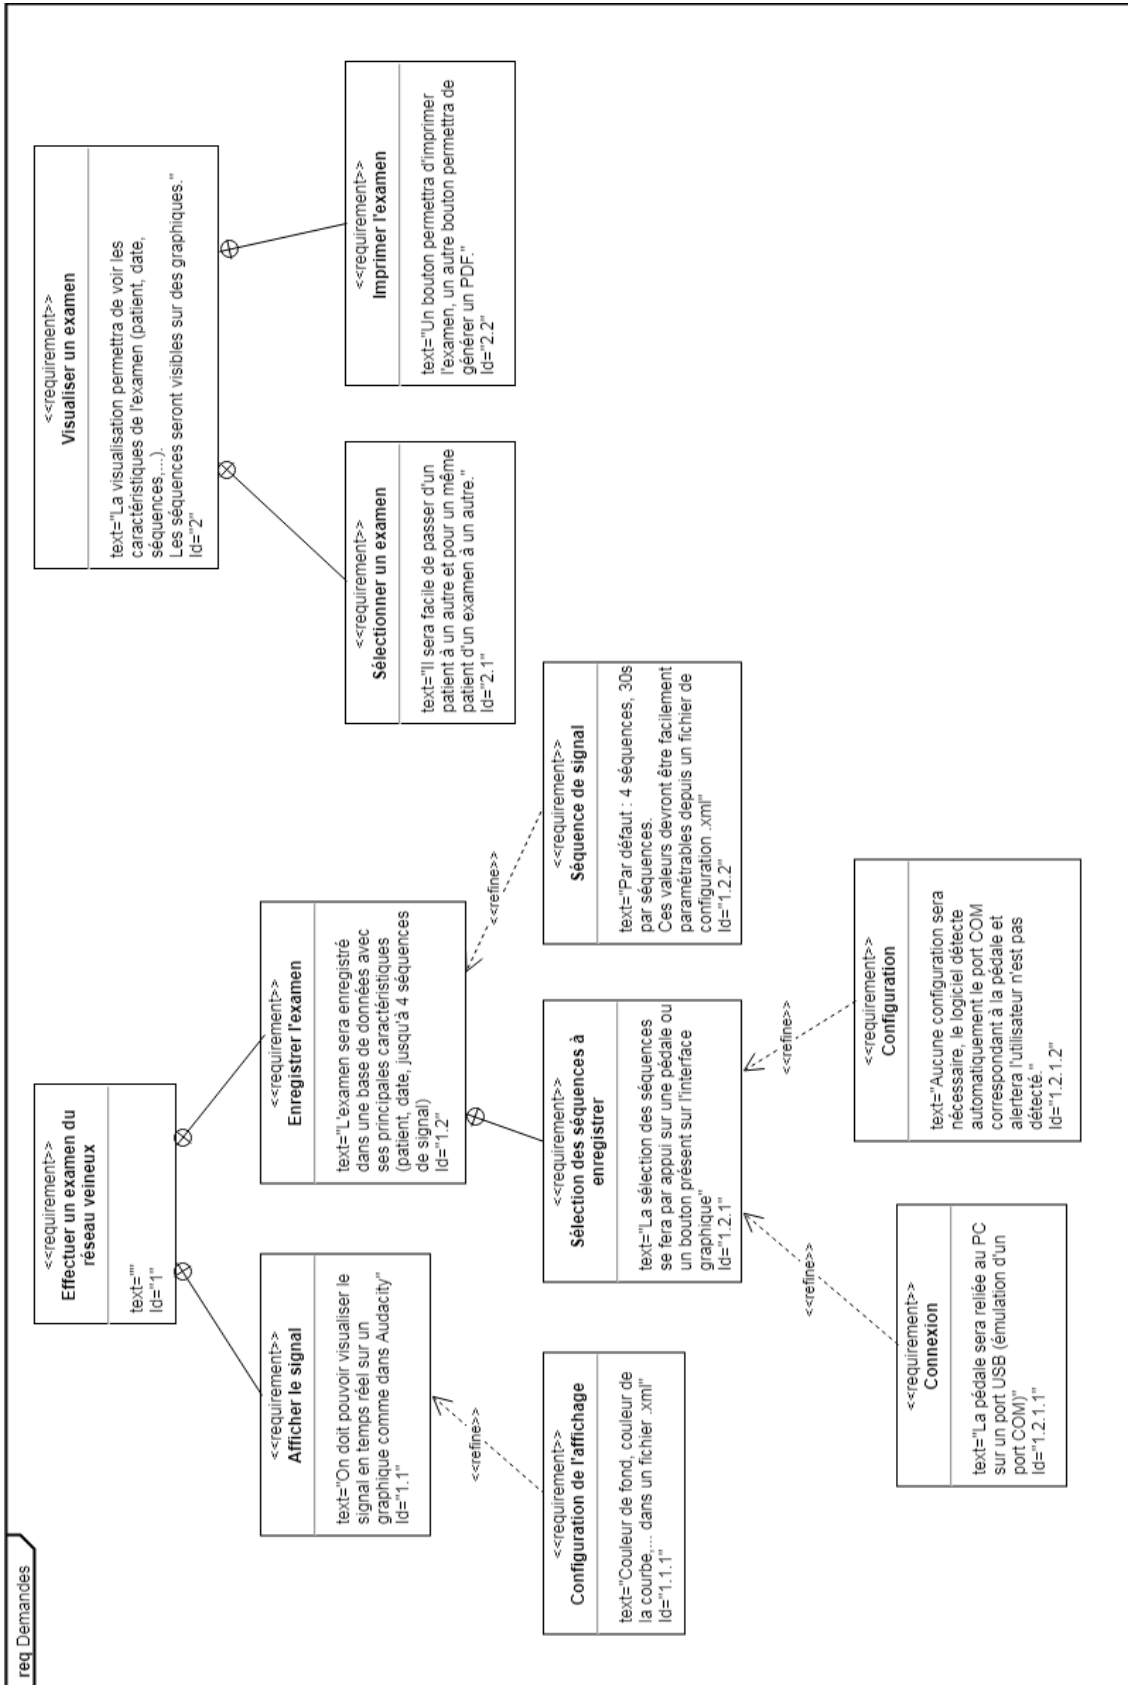 req Demandes
<<requirement>>
Effectuer un examen du
réseau veineux
text=""
Id="1"
<<requirement>>
Visualiser un examen
text="La visualisation permettra de voir les
caractéristiques de l'examen (patient, date,
séquences,...).
Les séquences seront visibles sur des graphiques."
Id="2"
<<requirement>>
Afficher le signal
text="On doit pouvoir visualiser le
signal en temps réel sur un
graphique comme dans Audacity"
Id="1.1"
<<requirement>>
Enregistrer l'examen
text="L'examen sera enregistré
dans une base de données avec
ses principales caractéristiques
(patient, date, jusqu'à 4 séquences
de signal)
Id="1.2"
<<requirement>>
Sélectionner un examen
text="Il sera facile de passer d'un
patient à un autre et pour un même
patient d'un examen à un autre."
Id="2.1"
<<requirement>>
Imprimer l'examen
text="Un bouton permettra d'imprimer
l'examen, un autre bouton permettra de
générer un PDF."
Id="2.2"
<<refine>>
<<refine>>
<<requirement>>
Configuration de l'affichage
text="Couleur de fond, couleur de
la courbe,... dans un fichier .xml"
Id="1.1.1"
<<requirement>>
Sélection des séquences à
enregistrer
text="La sélection des séquences
se fera par appui sur une pédale ou
un bouton présent sur l'interface
graphique"
Id="1.2.1"
<<requirement>>
Séquence de signal
text="Par défaut : 4 séquences, 30s
par séquences.
Ces valeurs devront être facilement
paramétrables depuis un fichier de
configuration .xml"
Id="1.2.2"
<<refine>>
<<refine>>
<<requirement>>
Connexion
text="La pédale sera reliée au PC
sur un port USB (émulation d'un
port COM)"
Id="1.2.1.1"
<<requirement>>
Configuration
text="Aucune configuration sera
nécessaire, le logiciel détecte
automatiquement le port COM
correspondant à la pédale et
alertera l'utilisateur n'est pas
détecté."
Id="1.2.1.2"